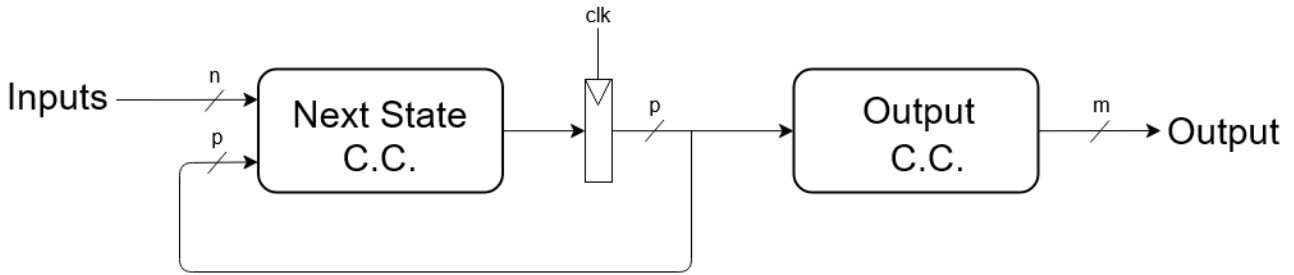 clk
Inputs
n
p
Next State
C.C.
p
Output
C.C.
m
Output